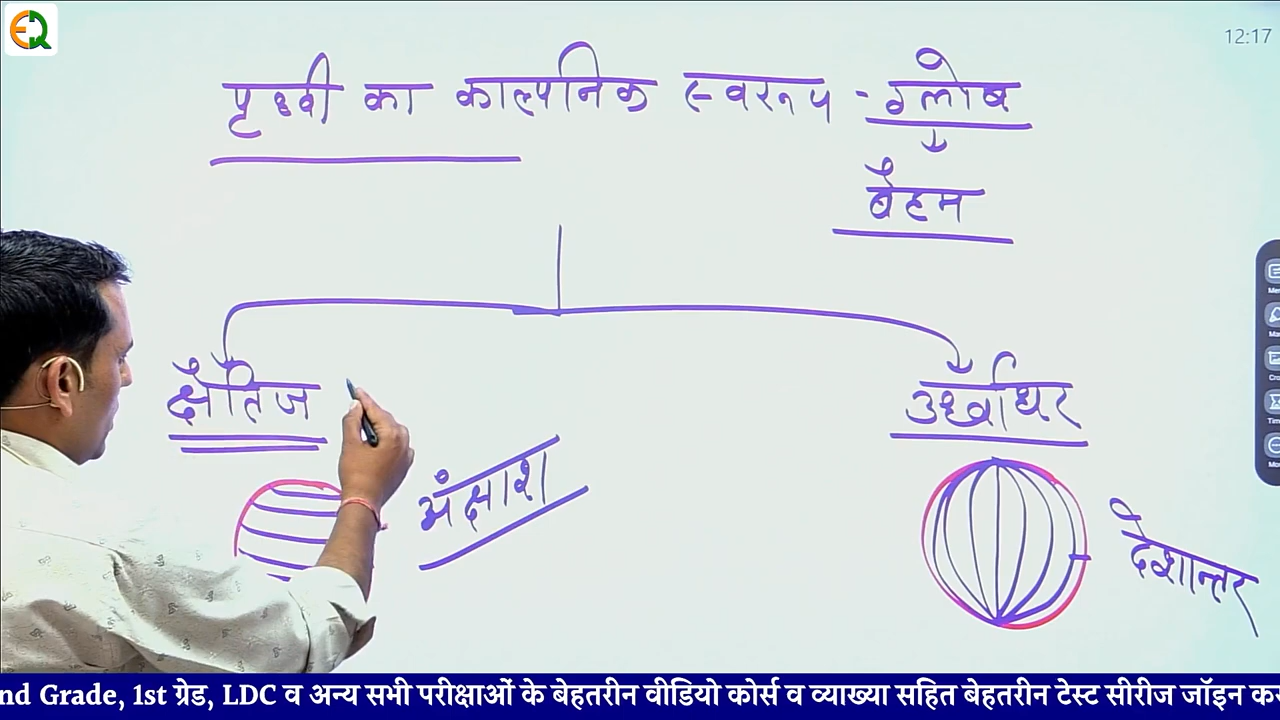 12:17
पृथ्वी का काल्पनिक स्वरूप - ग्लोब
बैहम
क्षैतिज
उर्ध्वाधर
अंक्षाश
देशान्तर
nd Grade, 1st ग्रेड, LDC व अन्य सभी परीक्षाओं के बेहतरीन वीडियो कोर्स व व्याख्या सहित बेहतरीन टेस्ट सीरीज जॉइन कर